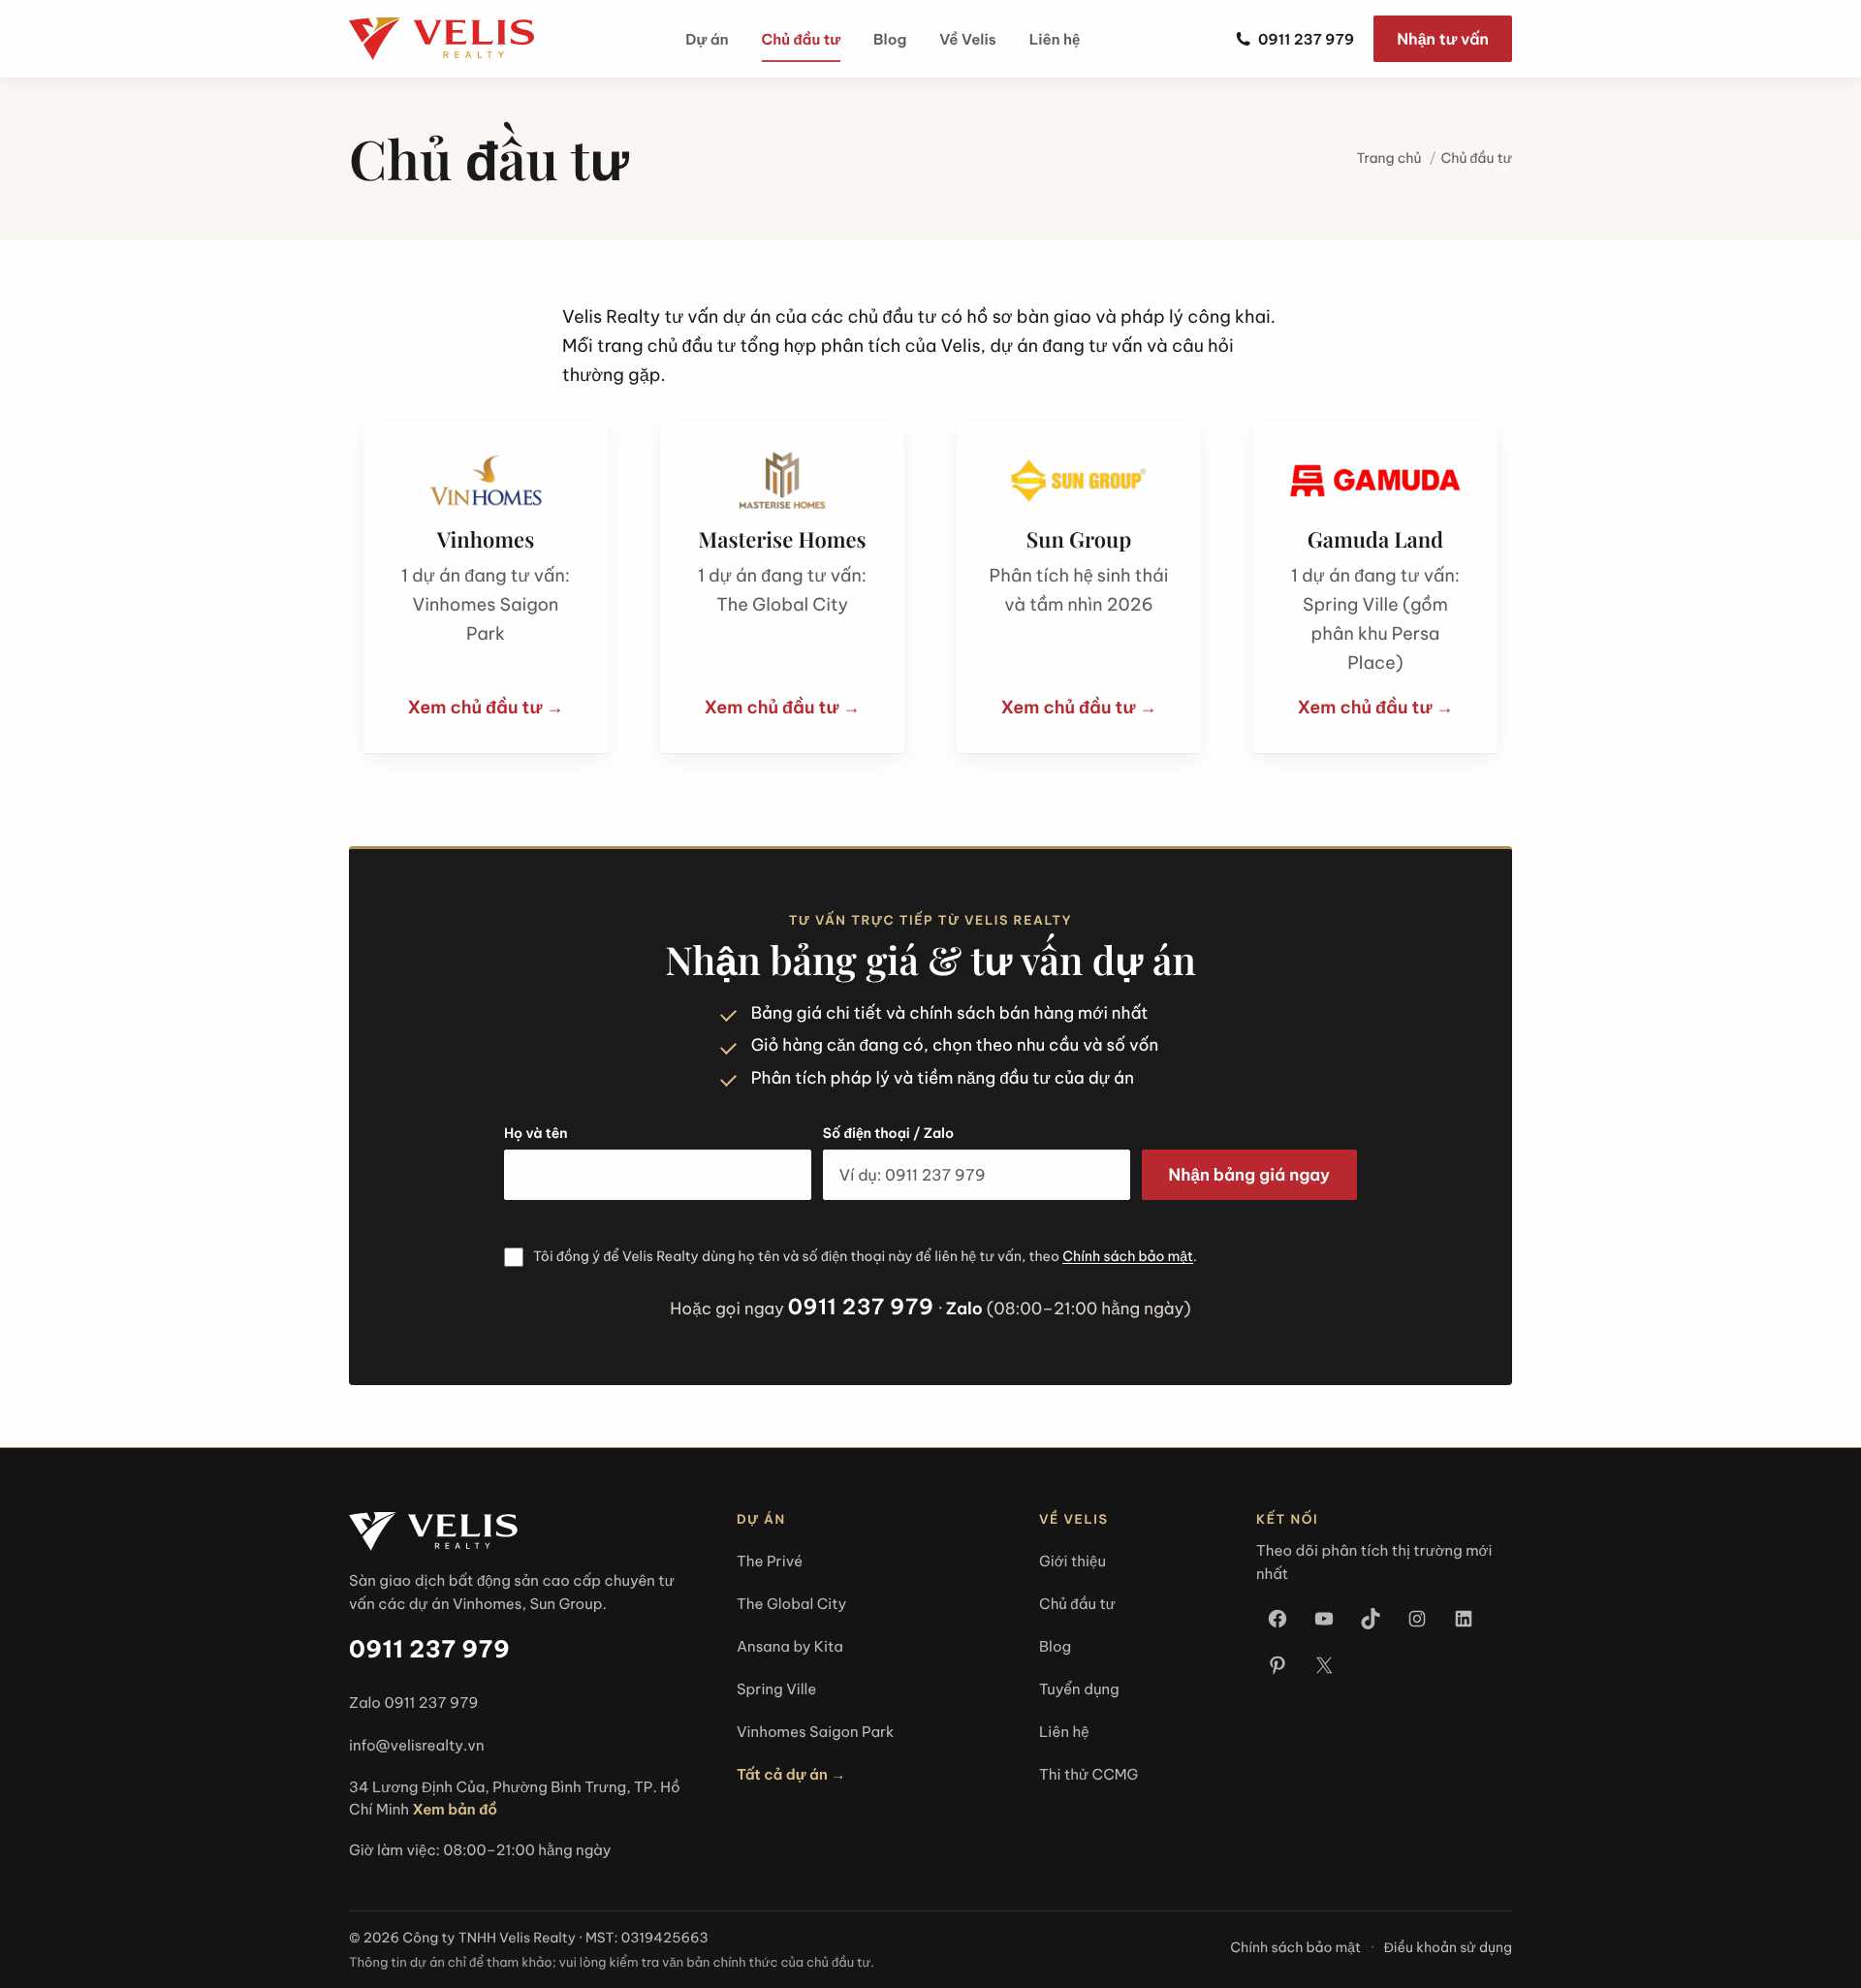 VELIS
REALTY
Dự án
Chủ đầu tư
Blog
Về Velis
Liên hệ
0911 237 979
Nhận tư vấn
Chủ đầu tư
Trang chủ / Chủ đầu tư
Velis Realty tư vấn dự án của các chủ đầu tư có hồ sơ bàn giao và pháp lý công khai.
Mỗi trang chủ đầu tư tổng hợp phân tích của Velis, dự án đang tư vấn và câu hỏi
thường gặp.
VINHOMES
Vinhomes
1 dự án đang tư vấn:
Vinhomes Saigon
Park
Xem chủ đầu tư →
MASTERISE HOMES
Masterise Homes
1 dự án đang tư vấn:
The Global City
Xem chủ đầu tư →
SUN GROUP®
Sun Group
Phân tích hệ sinh thái
và tầm nhìn 2026
Xem chủ đầu tư →
GAMUDA
Gamuda Land
1 dự án đang tư vấn:
Spring Ville (gồm
phân khu Persa
Place)
Xem chủ đầu tư →
TƯ VẤN TRỰC TIẾP TỪ VELIS REALTY
Nhận bảng giá & tư vấn dự án
Bảng giá chi tiết và chính sách bán hàng mới nhất
Giỏ hàng căn đang có, chọn theo nhu cầu và số vốn
Phân tích pháp lý và tiềm năng đầu tư của dự án
Họ và tên
Số điện thoại / Zalo
Ví dụ: 0911 237 979
Nhận bảng giá ngay
Tôi đồng ý để Velis Realty dùng họ tên và số điện thoại này để liên hệ tư vấn, theo Chính sách bảo mật.
Hoặc gọi ngay 0911 237 979 · Zalo (08:00–21:00 hằng ngày)
VELIS
REALTY
Sàn giao dịch bất động sản cao cấp chuyên tư
vấn các dự án Vinhomes, Sun Group.
0911 237 979
Zalo 0911 237 979
info@velisrealty.vn
34 Lương Định Của, Phường Bình Trưng, TP. Hồ
Chí Minh Xem bản đồ
Giờ làm việc: 08:00–21:00 hằng ngày
DỰ ÁN
The Privé
The Global City
Ansana by Kita
Spring Ville
Vinhomes Saigon Park
Tất cả dự án →
VỀ VELIS
Giới thiệu
Chủ đầu tư
Blog
Tuyển dụng
Liên hệ
Thi thử CCMG
KẾT NỐI
Theo dõi phân tích thị trường mới
nhất
© 2026 Công ty TNHH Velis Realty · MST: 0319425663
Thông tin dự án chỉ để tham khảo; vui lòng kiểm tra văn bản chính thức của chủ đầu tư.
Chính sách bảo mật · Điều khoản sử dụng